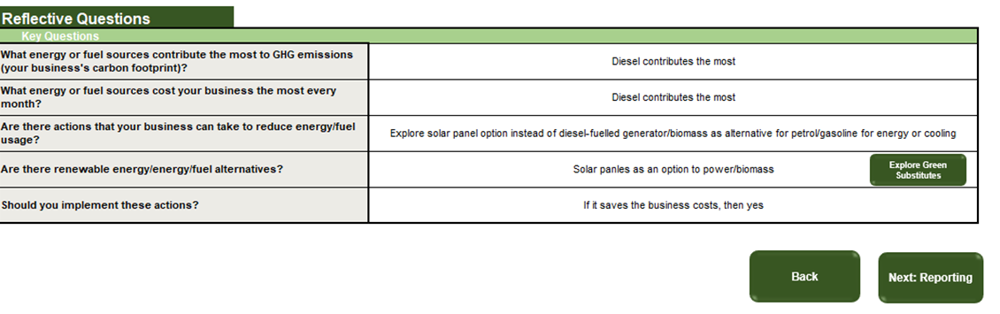 Reflective Questions
Key Questions
What energy or fuel sources contribute the most to GHG emissions
(your business's carbon footprint)?
Diesel contributes the most
What energy or fuel sources cost your business the most every
month?
Diesel contributes the most
Are there actions that your business can take to reduce energy/fuel
usage?
Explore solar panel option instead of diesel-fuelled generator/biomass as alternative for petrol/gasoline for energy or cooling
Are there renewable energy/energy/fuel alternatives?
Solar panles as an option to power/biomass
Explore Green
Substitutes
Should you implement these actions?
If it saves the business costs, then yes
Back
Next: Reporting